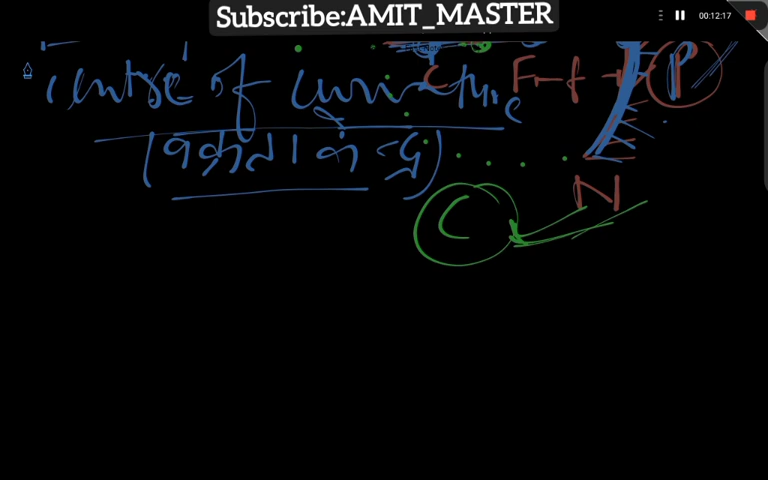 Subscribe:AMIT_MASTER
00:12:17
C F f P
Centre of curvature
(वक्रता केन्द्र)
N
C